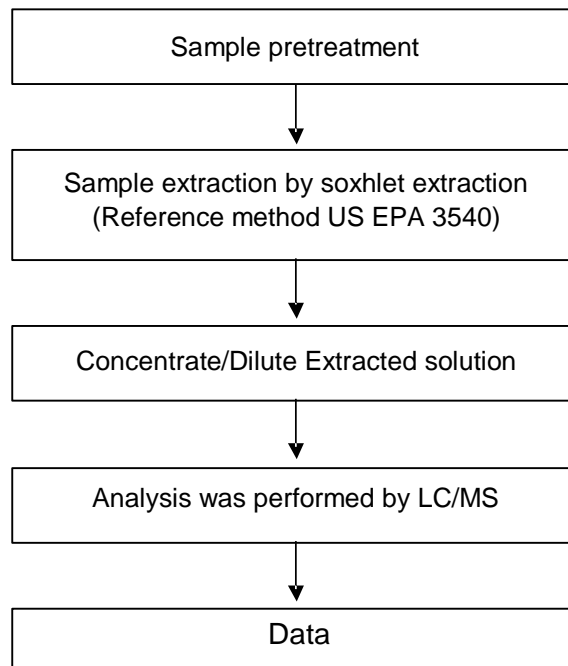 Sample pretreatment
Sample extraction by soxhlet extraction
(Reference method US EPA 3540)
Concentrate/Dilute Extracted solution
Analysis was performed by LC/MS
Data